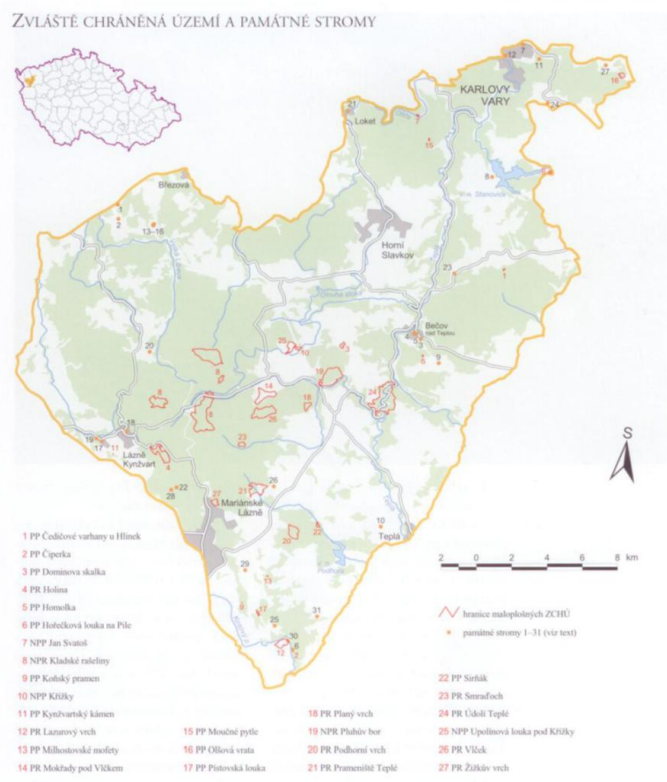 ZVLÁŠTĚ CHRÁNĚNÁ ÚZEMÍ A PAMÁTNÉ STROMY
KARLOVY
VARY
Loket
Březová
Horní
Slavkov
Bečov
nad Teplou
Lázně
Kynžvart
Mariánské
Lázně
Teplá
S
2 0 2 4 6 8 km
hranice maloplošných ZCHÚ
památné stromy 1–31 (viz text)
1 PP Čedičové varhany u Hlinek
2 PP Čiperka
3 PP Dominova skalka
4 PR Holina
5 PP Homolka
6 PP Hořečková louka na Pile
7 NPP Jan Svatoš
8 NPR Kladské rašeliny
9 PP Koňský pramen
10 NPP Křížky
11 PP Kynžvartský kámen
12 PR Lazurový vrch
13 PP Milhostovské mofety
14 PR Mokřady pod Vlčkem
15 PP Moučné pytle
16 PP Olšová vrata
17 PP Pístovská louka
18 PR Planý vrch
19 NPR Pluhův bor
20 PR Podhorní vrch
21 PR Prameniště Teplé
22 PP Sirňák
23 PR Smraďoch
24 PR Údolí Teplé
25 NPP Upolínová louka pod Křížky
26 PR Vlček
27 PR Žižkův vrch